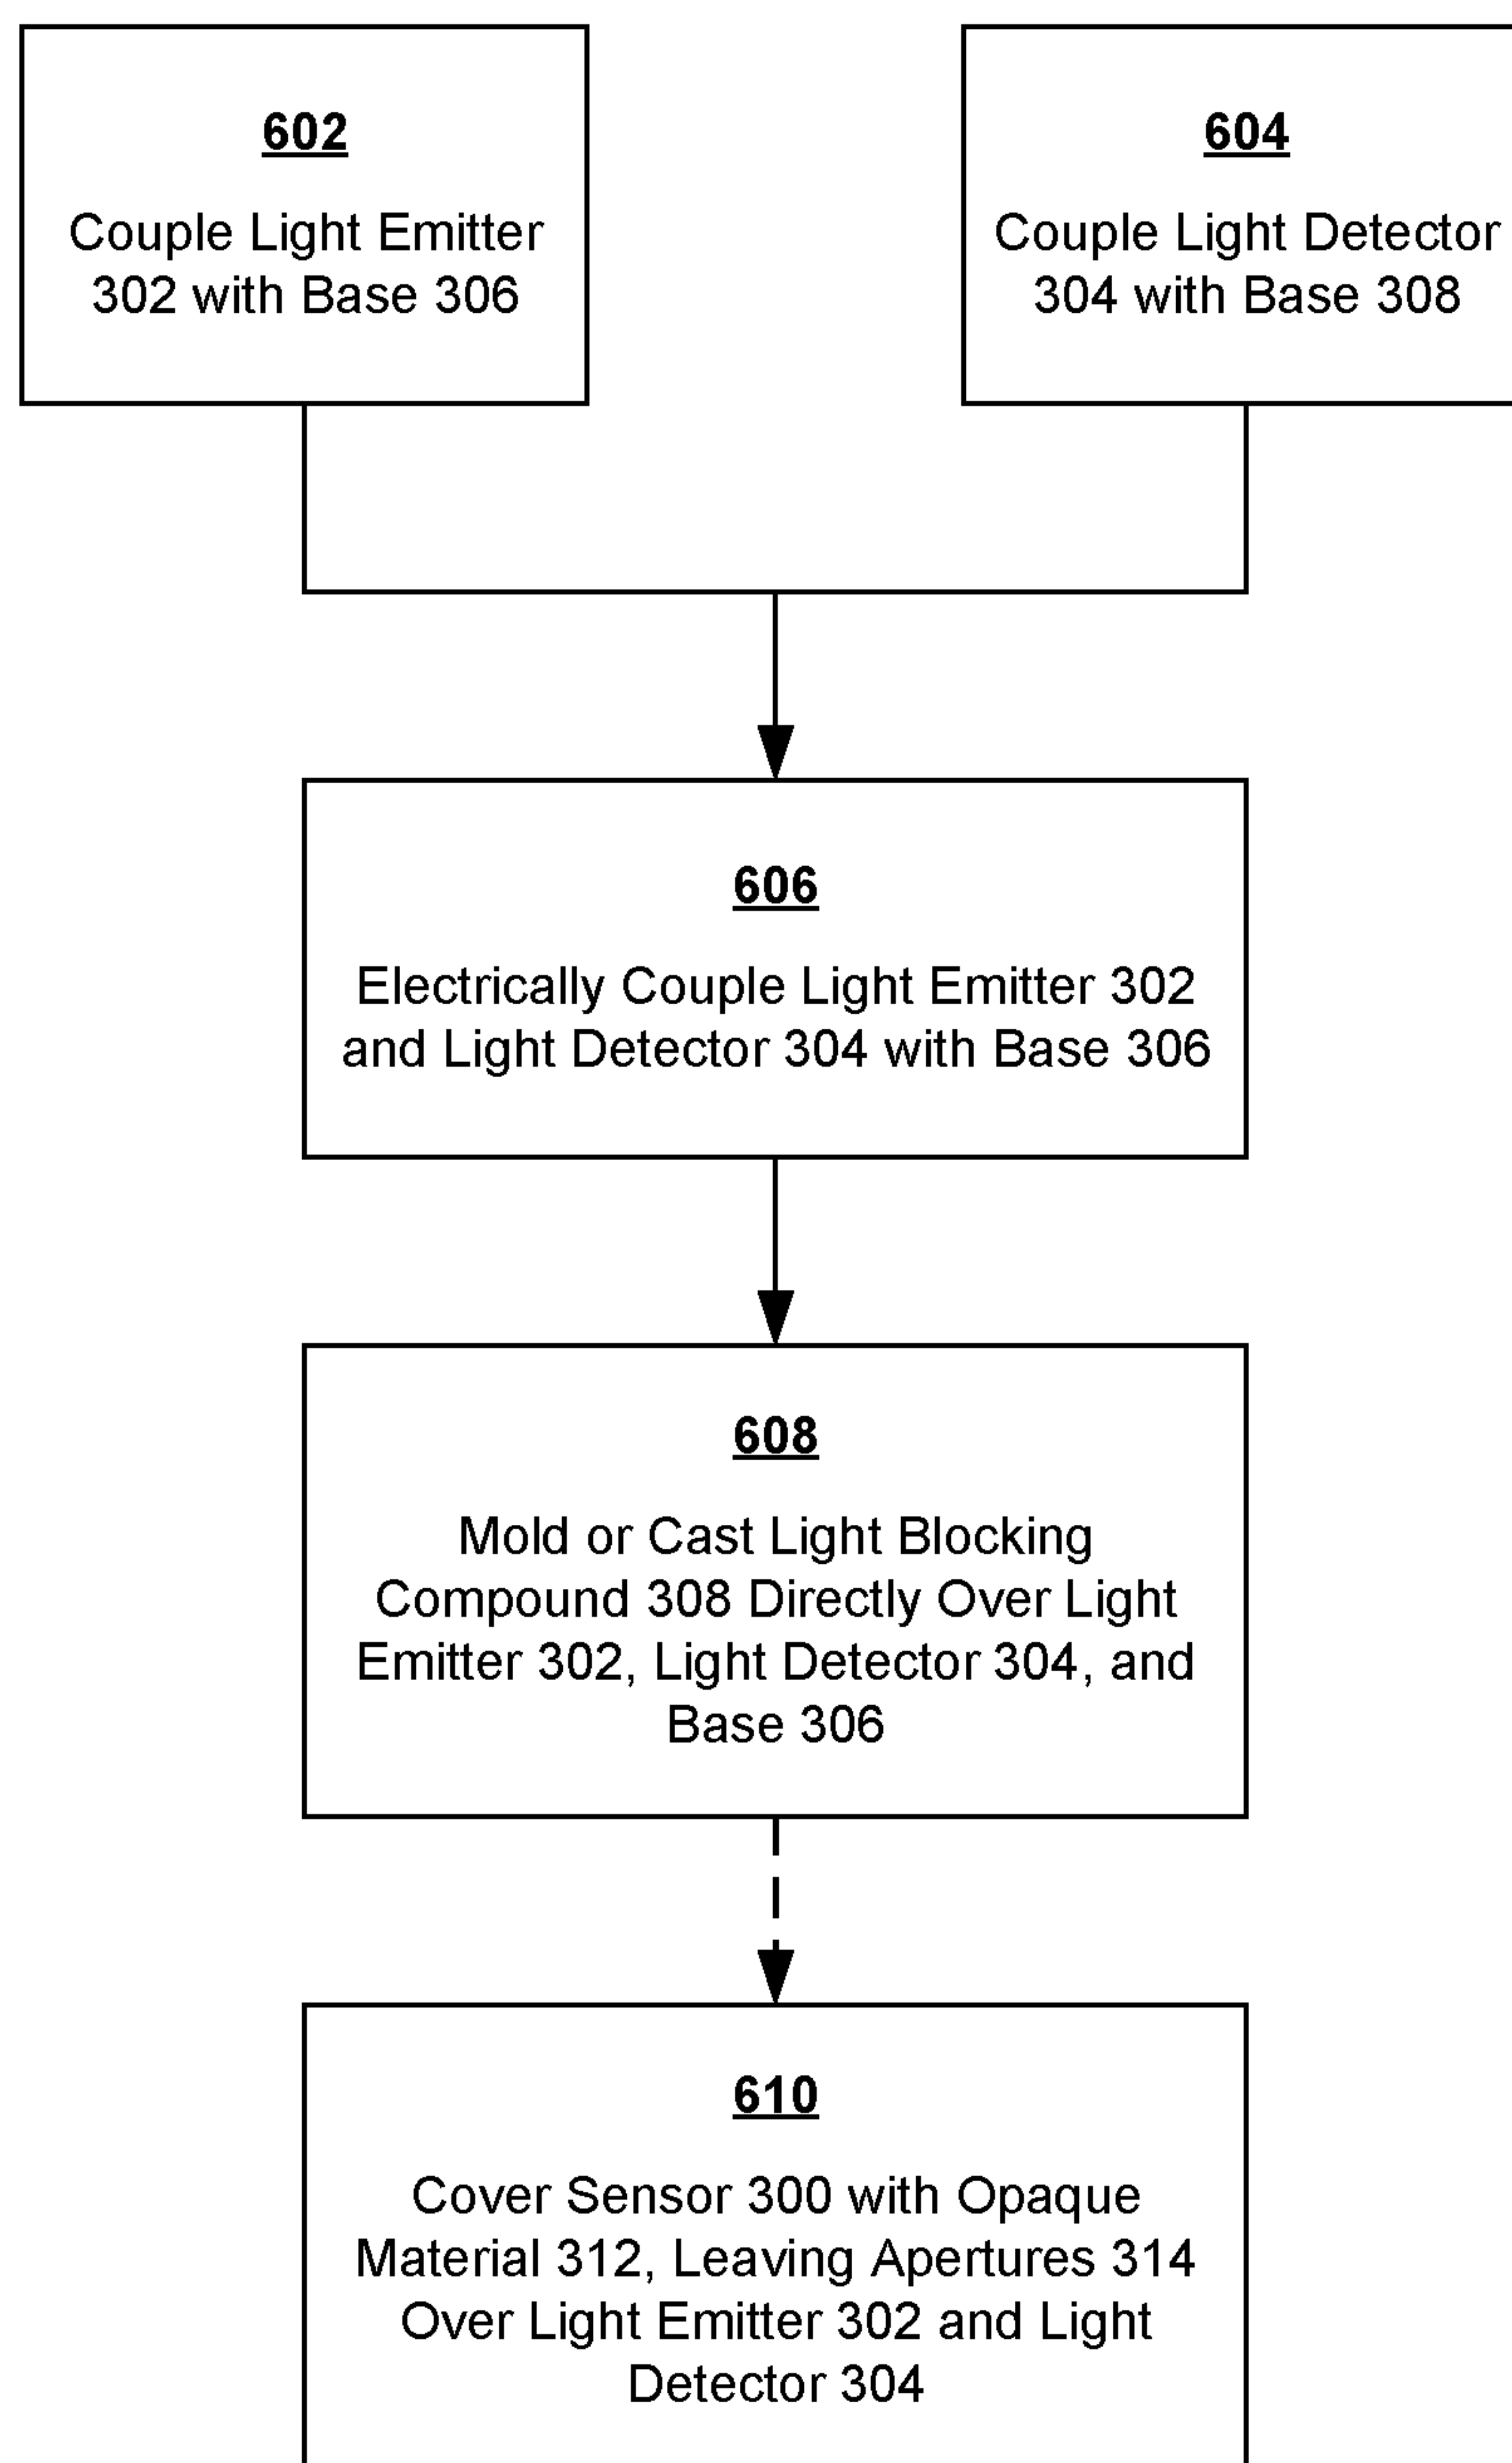 602
Couple Light Emitter
302 with Base 306
604
Couple Light Detector
304 with Base 308
606
Electrically Couple Light Emitter 302
and Light Detector 304 with Base 306
608
Mold or Cast Light Blocking
Compound 308 Directly Over Light
Emitter 302, Light Detector 304, and
Base 306
610
Cover Sensor 300 with Opaque
Material 312, Leaving Apertures 314
Over Light Emitter 302 and Light
Detector 304